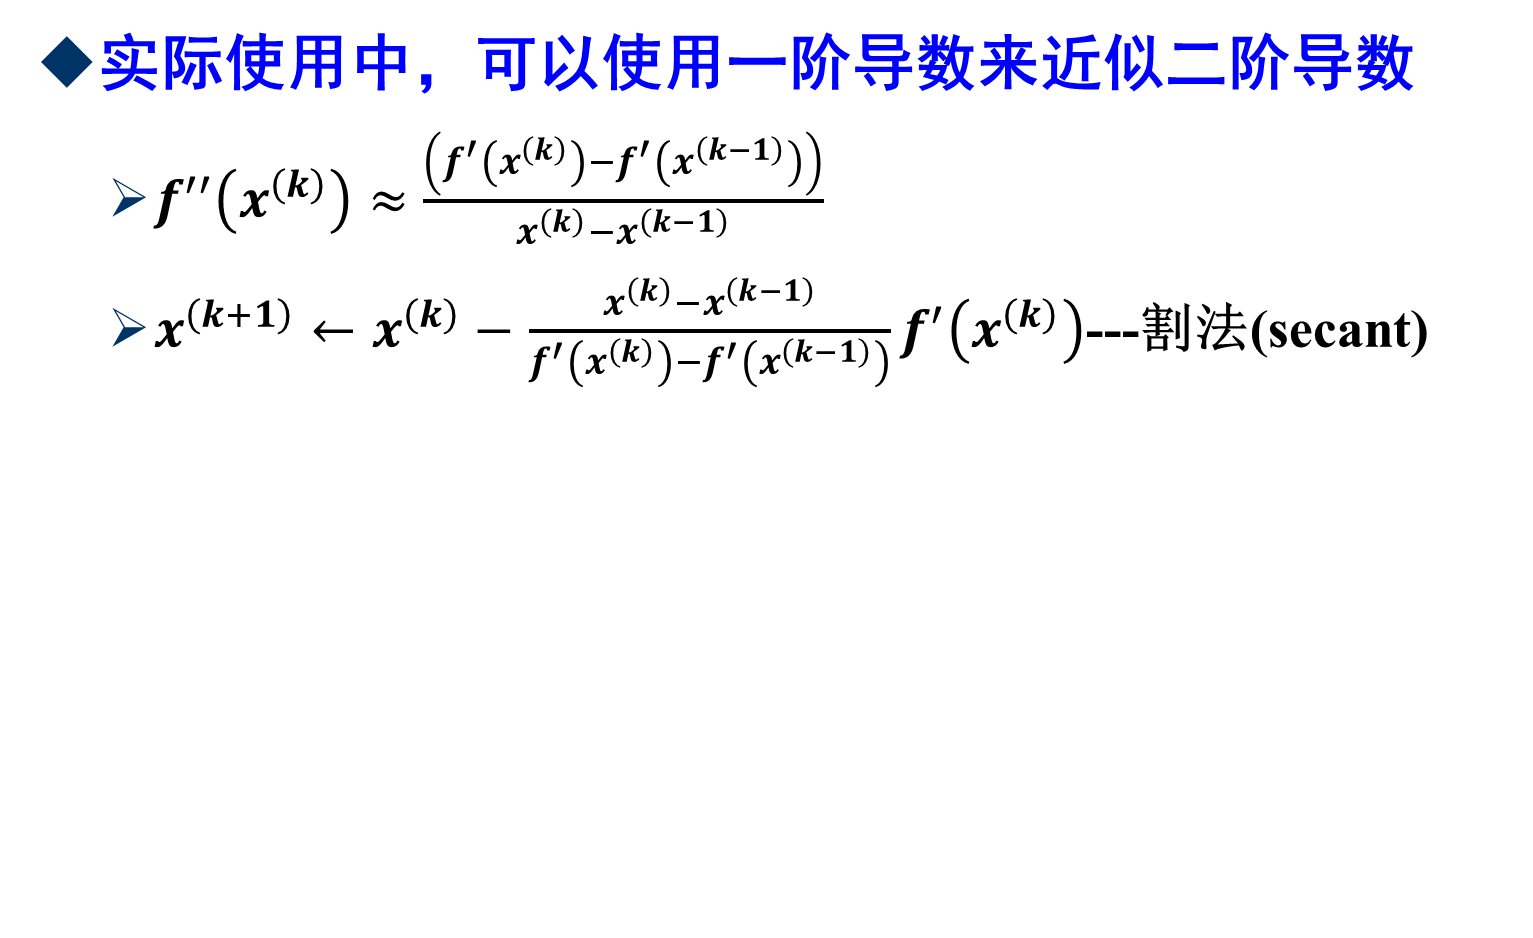 ◆实际使用中，可以使用一阶导数来近似二阶导数
➢f′′(x^(k)) ≈ (f′(x^(k))−f′(x^(k−1))) / x^(k)−x^(k−1)
➢x^(k+1) ← x^(k) − x^(k)−x^(k−1) / f′(x^(k))−f′(x^(k−1)) f′(x^(k))---割法(secant)